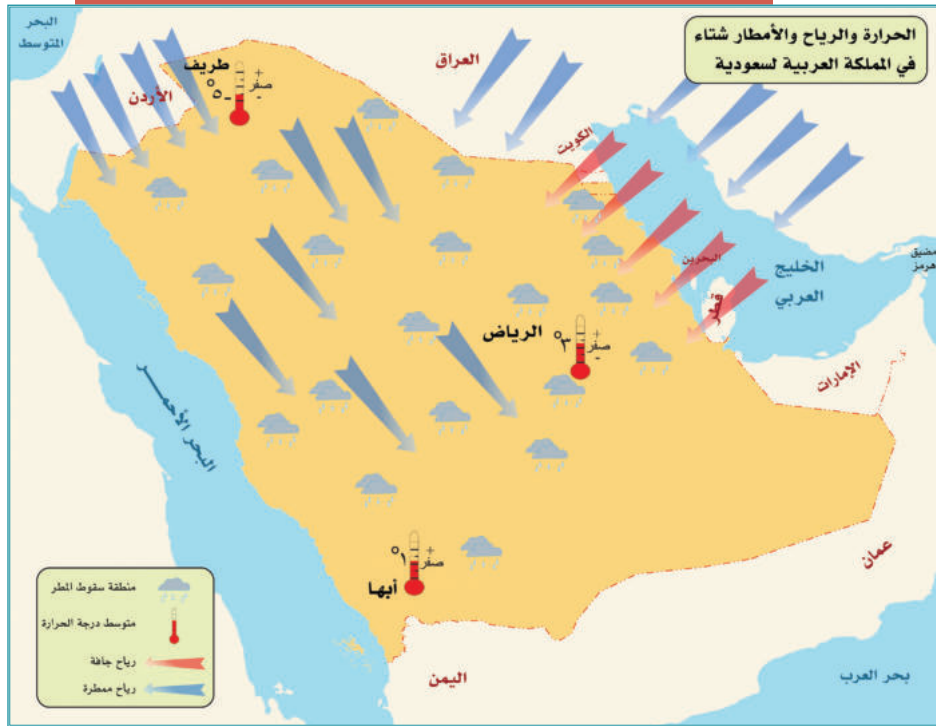 الحرارة والرياح والأمطار شتاء
في المملكة العربية لسعودية
البحر
المتوسط
العراق
الأردن
طريف
+
صفر
-
-٥°
الكويت
البحرين
الخليج
العربي
مضيق
هرمز
قطر
الإمارات
الرياض
+
صفر
-
٣°
البحر الأحمـــر
أبها
+
صفر
-
١°
عمان
اليمن
بحر العرب
منطقة سقوط المطر
متوسط درجة الحرارة
رياح جافة
رياح ممطرة